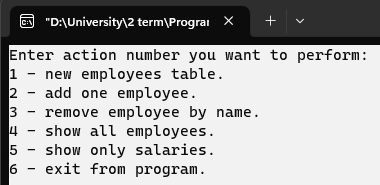 "D:\University\2 term\Program
Enter action number you want to perform:
1 - new employees table.
2 - add one employee.
3 - remove employee by name.
4 - show all employees.
5 - show only salaries.
6 - exit from program.